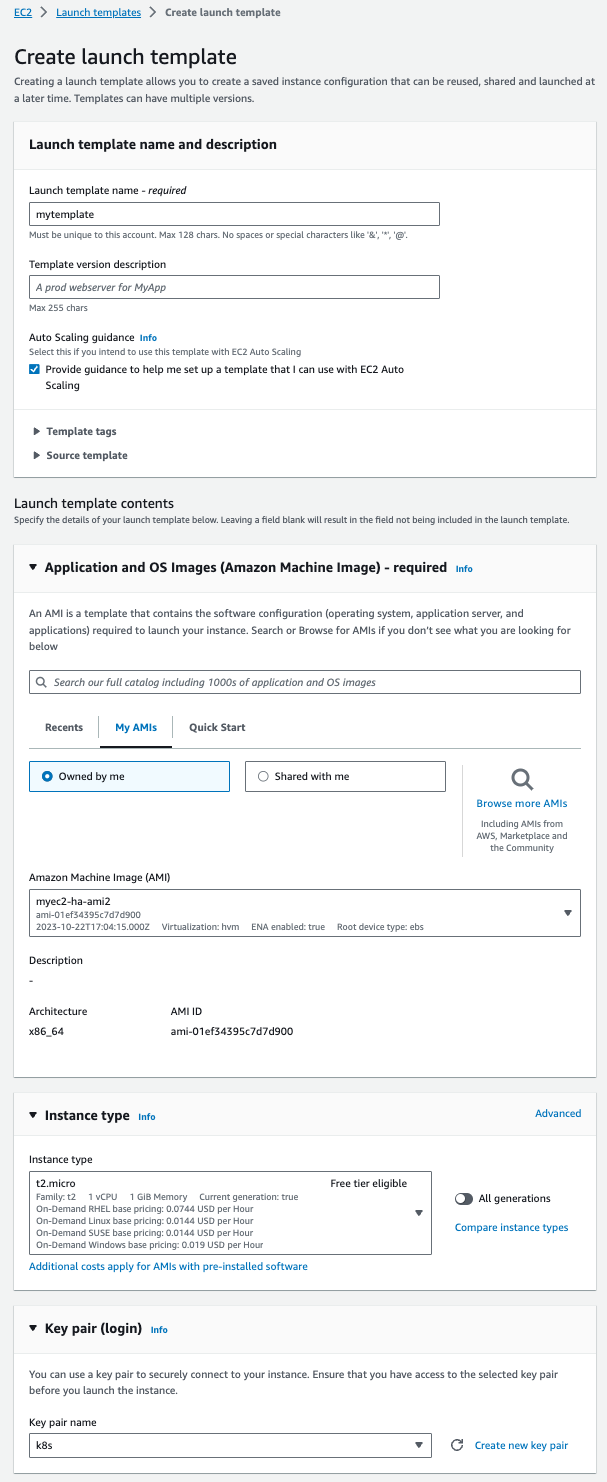 EC2 > Launch templates > Create launch template
Create launch template
Creating a launch template allows you to create a saved instance configuration that can be reused, shared and launched at
a later time. Templates can have multiple versions.
Launch template name and description
Launch template name - required
mytemplate
Must be unique to this account. Max 128 chars. No spaces or special characters like '&', '*', '@'.
Template version description
A prod webserver for MyApp
Max 255 chars
Auto Scaling guidance Info
Select this if you intend to use this template with EC2 Auto Scaling
Provide guidance to help me set up a template that I can use with EC2 Auto
Scaling
Template tags
Source template
Launch template contents
Specify the details of your launch template below. Leaving a field blank will result in the field not being included in the launch template.
Application and OS Images (Amazon Machine Image) - required Info
An AMI is a template that contains the software configuration (operating system, application server, and
applications) required to launch your instance. Search or Browse for AMIs if you don't see what you are looking for
below
Search our full catalog including 1000s of application and OS images
Recents My AMIs Quick Start
Owned by me Shared with me
Browse more AMIs
Including AMIs from
AWS, Marketplace and
the Community
Amazon Machine Image (AMI)
myec2-ha-ami2
ami-01ef34395c7d7d900
2023-10-22T17:04:15.000Z Virtualization: hvm ENA enabled: true Root device type: ebs
Description
-
Architecture AMI ID
x86_64 ami-01ef34395c7d7d900
Instance type Info Advanced
Instance type
t2.micro Free tier eligible
Family: t2 1 vCPU 1 GiB Memory Current generation: true
On-Demand RHEL base pricing: 0.0744 USD per Hour
On-Demand Linux base pricing: 0.0144 USD per Hour
On-Demand SUSE base pricing: 0.0144 USD per Hour
On-Demand Windows base pricing: 0.019 USD per Hour
All generations
Compare instance types
Additional costs apply for AMIs with pre-installed software
Key pair (login) Info
You can use a key pair to securely connect to your instance. Ensure that you have access to the selected key pair
before you launch the instance.
Key pair name
k8s Create new key pair